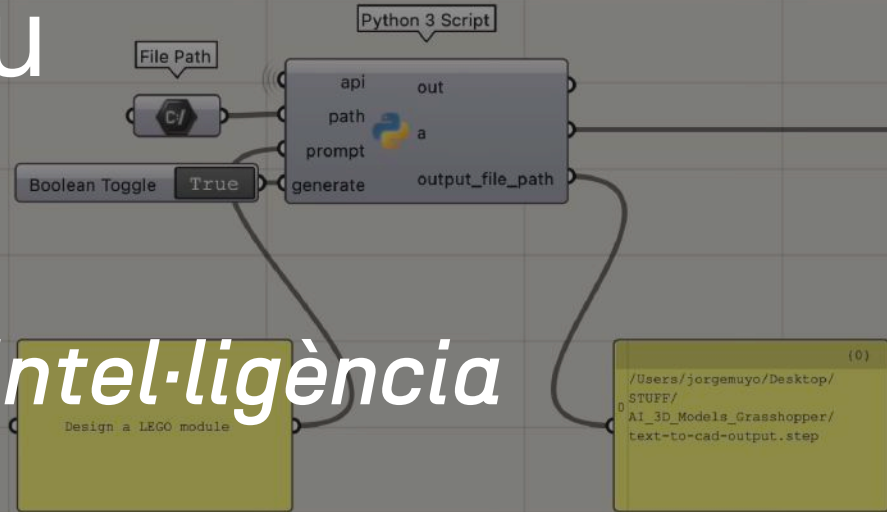 u
Python 3 Script
File Path
api
out
C:/
path
a
prompt
Boolean Toggle
True
generate
output_file_path
intel·ligència
{0}
/Users/jorgemuyo/Desktop/
STUFF/
0
AI_3D_Models_Grasshopper/
Design a LEGO module
text-to-cad-output.step